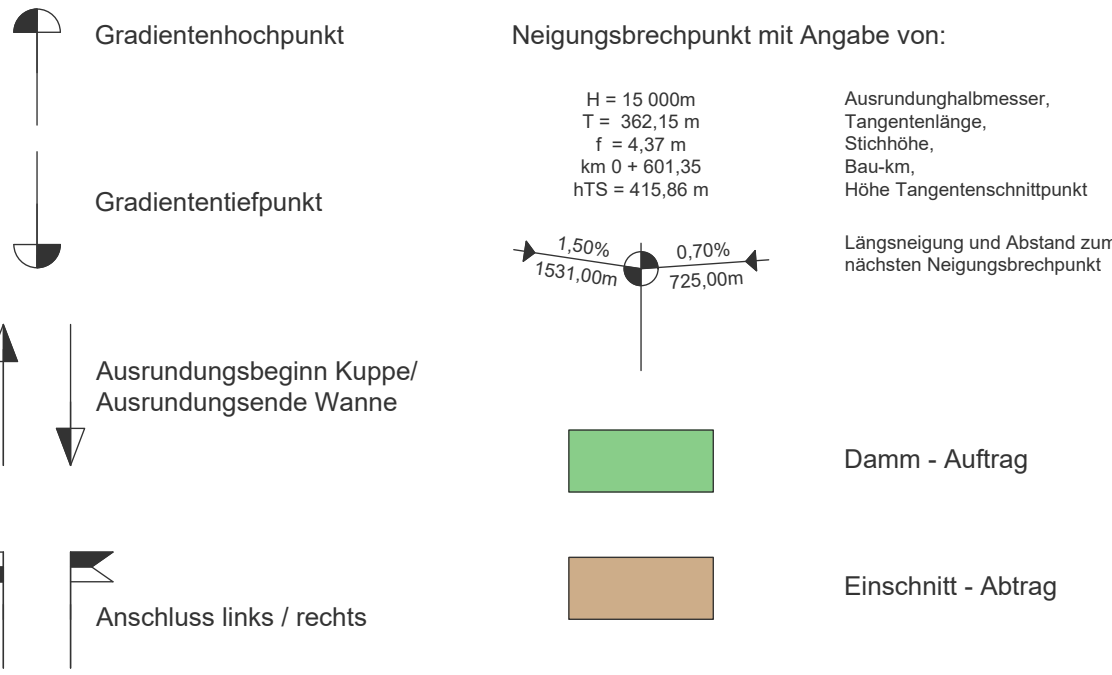 Gradientenhochpunkt
Gradiententiefpunkt
Ausrundungsbeginn Kuppe/
Ausrundungsende Wanne
Anschluss links / rechts
Neigungsbrechpunkt mit Angabe von:
H = 15 000m
Ausrundunghalbmesser,
T = 362,15 m
Tangentenlänge,
f = 4,37 m
Stichhöhe,
km 0 + 601,35
Bau-km,
hTS = 415,86 m
Höhe Tangentenschnittpunkt
1,50%
0,70%
1531,00m
725,00m
Längsneigung und Abstand zum
nächsten Neigungsbrechpunkt
Damm - Auftrag
Einschnitt - Abtrag